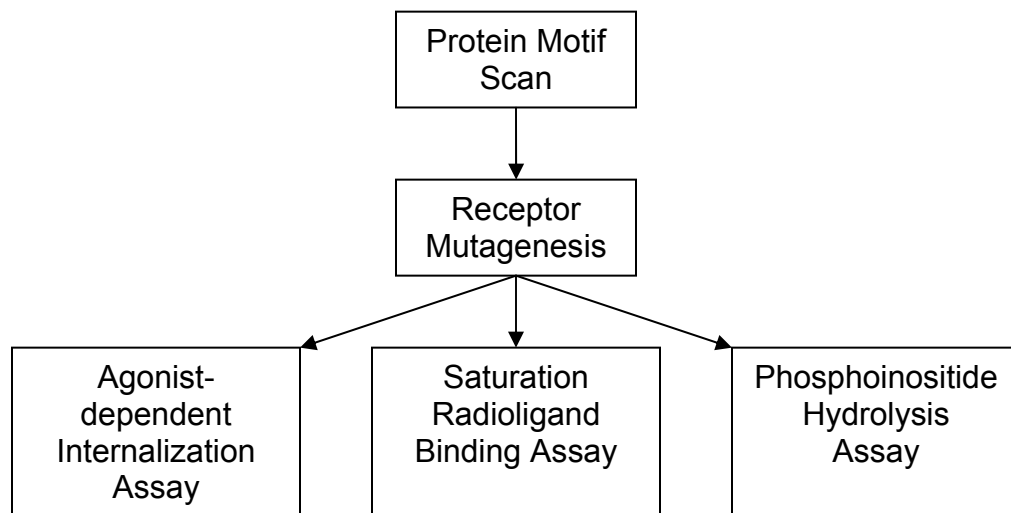 Protein Motif
Scan
Receptor
Mutagenesis
Agonist-
dependent
Internalization
Assay
Saturation
Radioligand
Binding Assay
Phosphoinositide
Hydrolysis
Assay